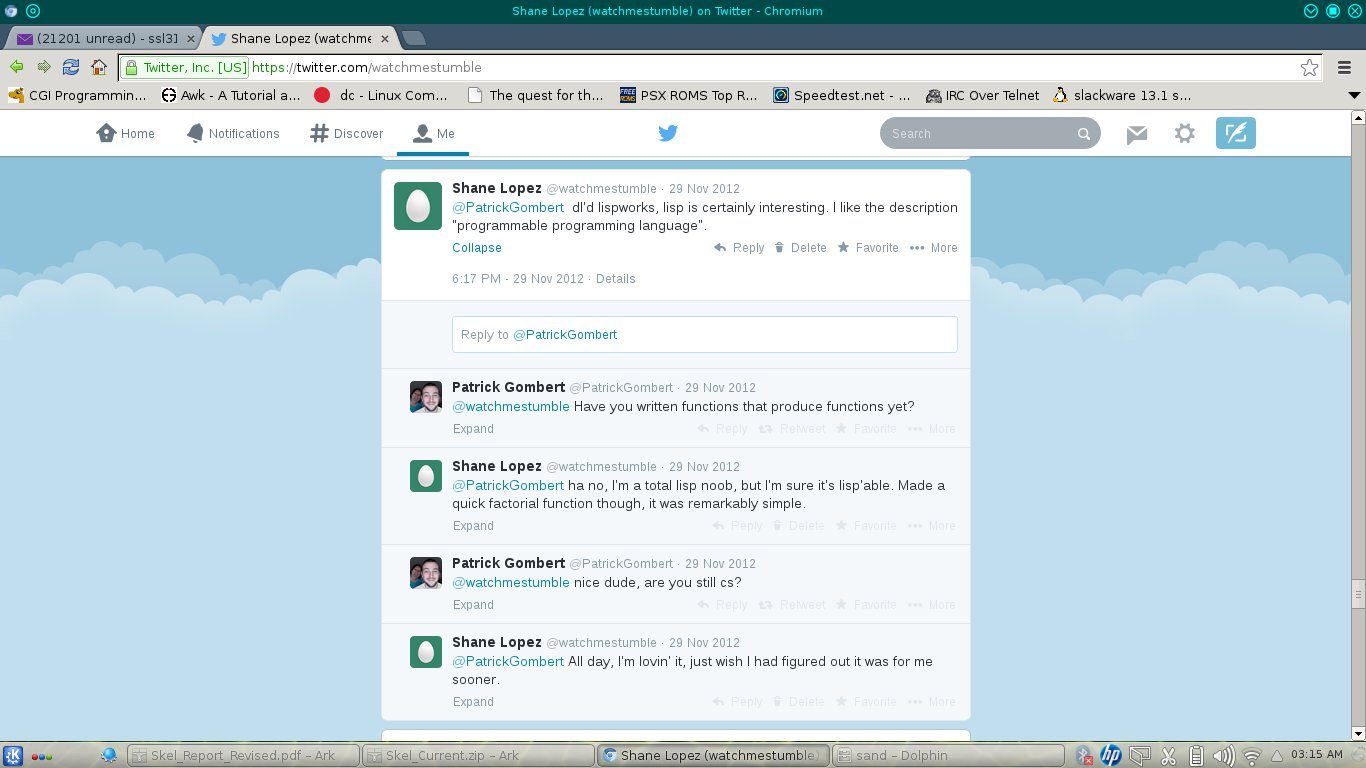 Shane Lopez (watchmestumble) on Twitter - Chromium
(21201 unread) - ssl31
Shane Lopez (watchme
Twitter, Inc. [US] https://twitter.com/watchmestumble
CGI Programmin... Awk - A Tutorial a... dc - Linux Com... The quest for th... PSX ROMS Top R... Speedtest.net - ... IRC Over Telnet slackware 13.1 s...
Home Notifications Discover Me Search
Shane Lopez @watchmestumble · 29 Nov 2012
@PatrickGombert dl'd lispworks, lisp is certainly interesting. I like the description
"programmable programming language".
Collapse Reply Delete Favorite More
6:17 PM - 29 Nov 2012 · Details
Reply to @PatrickGombert
Patrick Gombert @PatrickGombert · 29 Nov 2012
@watchmestumble Have you written functions that produce functions yet?
Expand Reply Retweet Favorite More
Shane Lopez @watchmestumble · 29 Nov 2012
@PatrickGombert ha no, I'm a total lisp noob, but I'm sure it's lisp'able. Made a
quick factorial function though, it was remarkably simple.
Expand Reply Delete Favorite More
Patrick Gombert @PatrickGombert · 29 Nov 2012
@watchmestumble nice dude, are you still cs?
Expand Reply Retweet Favorite More
Shane Lopez @watchmestumble · 29 Nov 2012
@PatrickGombert All day, I'm lovin' it, just wish I had figured out it was for me
sooner.
Expand Reply Delete Favorite More
Skel_Report_Revised.pdf – Ark Skel_Current.zip – Ark Shane Lopez (watchmestumble) sand – Dolphin hp 03:15 AM